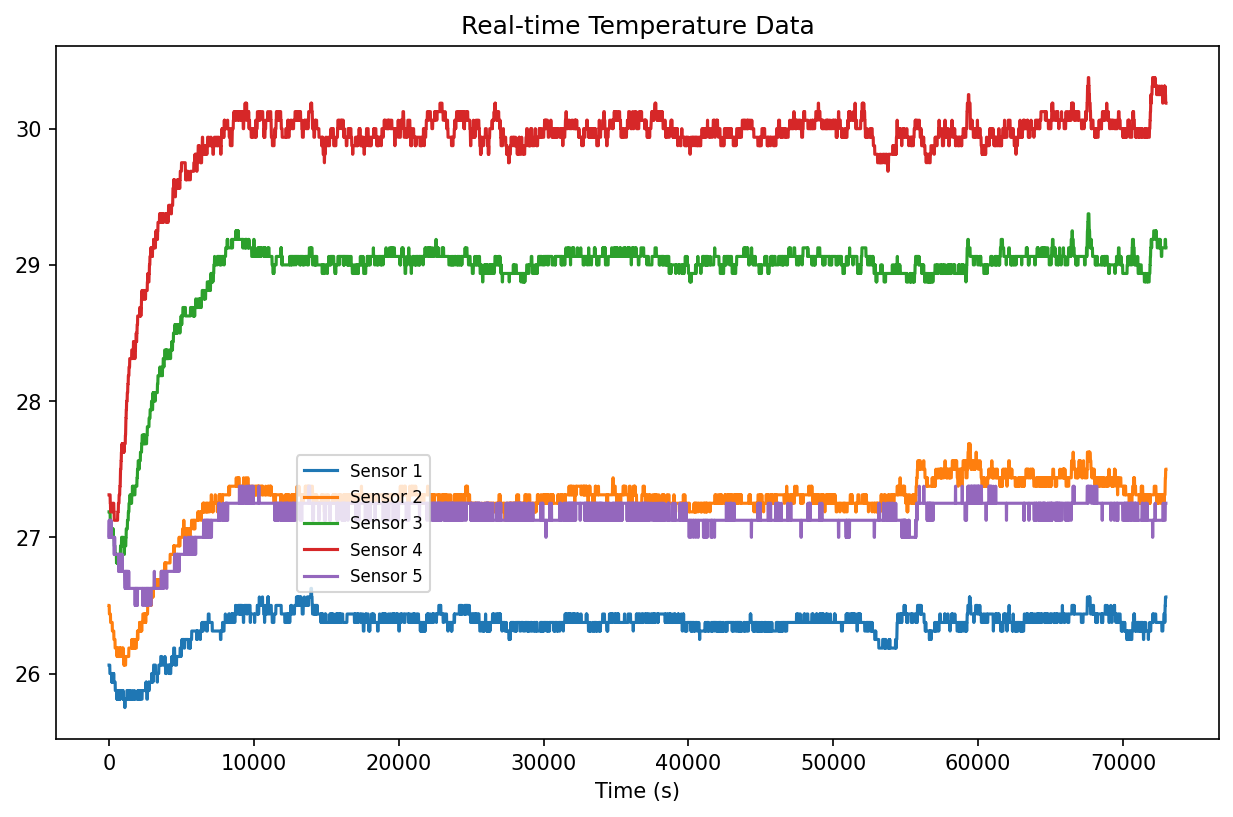 Real-time Temperature Data
30
29
28
27
26
Sensor 1
Sensor 2
Sensor 3
Sensor 4
Sensor 5
0 10000 20000 30000 40000 50000 60000 70000
Time (s)